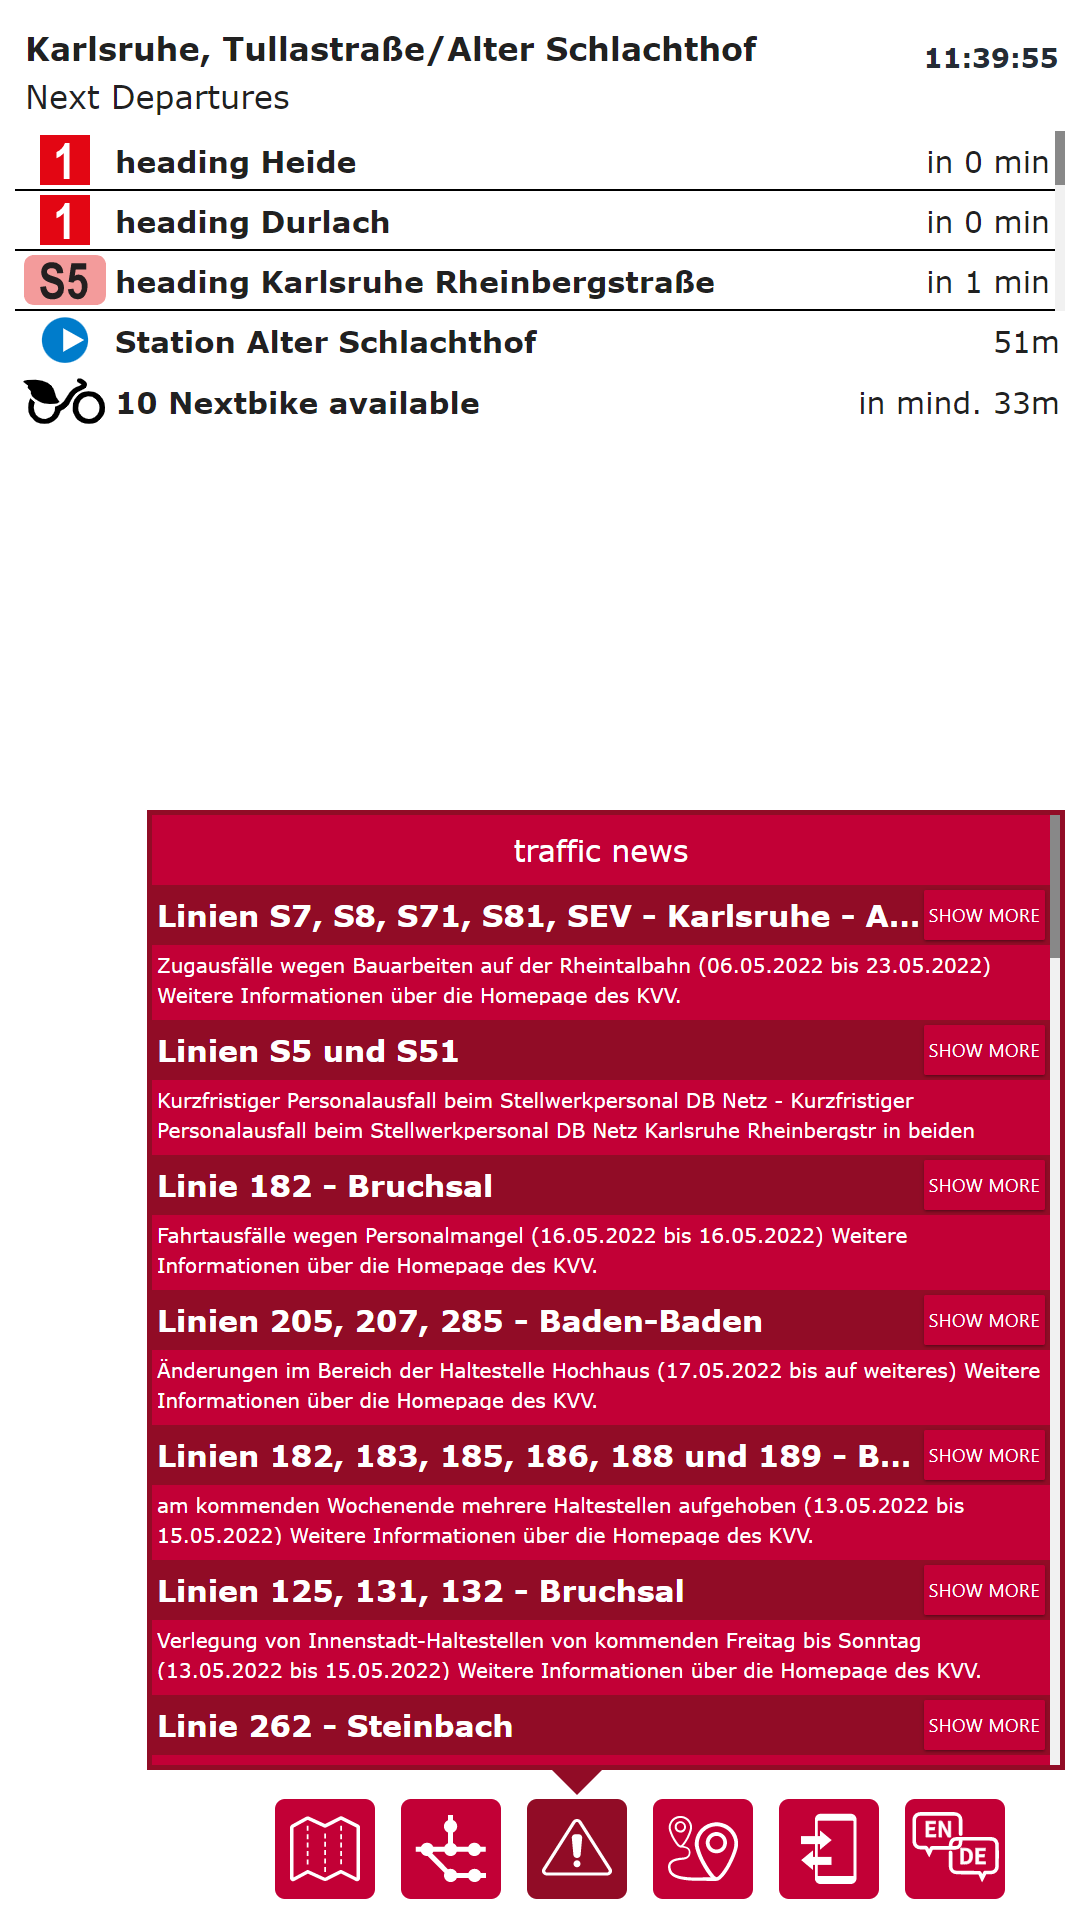 Karlsruhe, Tullastraße/Alter Schlachthof
11:39:55
Next Departures
1 heading Heide in 0 min
1 heading Durlach in 0 min
S5 heading Karlsruhe Rheinbergstraße in 1 min
Station Alter Schlachthof 51m
10 Nextbike available in mind. 33m
traffic news
Linien S7, S8, S71, S81, SEV - Karlsruhe - A... SHOW MORE
Zugausfälle wegen Bauarbeiten auf der Rheintalbahn (06.05.2022 bis 23.05.2022)
Weitere Informationen über die Homepage des KVV.
Linien S5 und S51 SHOW MORE
Kurzfristiger Personalausfall beim Stellwerkpersonal DB Netz - Kurzfristiger
Personalausfall beim Stellwerkpersonal DB Netz Karlsruhe Rheinbergstr in beiden
Linie 182 - Bruchsal SHOW MORE
Fahrtausfälle wegen Personalmangel (16.05.2022 bis 16.05.2022) Weitere
Informationen über die Homepage des KVV.
Linien 205, 207, 285 - Baden-Baden SHOW MORE
Änderungen im Bereich der Haltestelle Hochhaus (17.05.2022 bis auf weiteres) Weitere
Informationen über die Homepage des KVV.
Linien 182, 183, 185, 186, 188 und 189 - B... SHOW MORE
am kommenden Wochenende mehrere Haltestellen aufgehoben (13.05.2022 bis
15.05.2022) Weitere Informationen über die Homepage des KVV.
Linien 125, 131, 132 - Bruchsal SHOW MORE
Verlegung von Innenstadt-Haltestellen von kommenden Freitag bis Sonntag
(13.05.2022 bis 15.05.2022) Weitere Informationen über die Homepage des KVV.
Linie 262 - Steinbach SHOW MORE
EN
DE